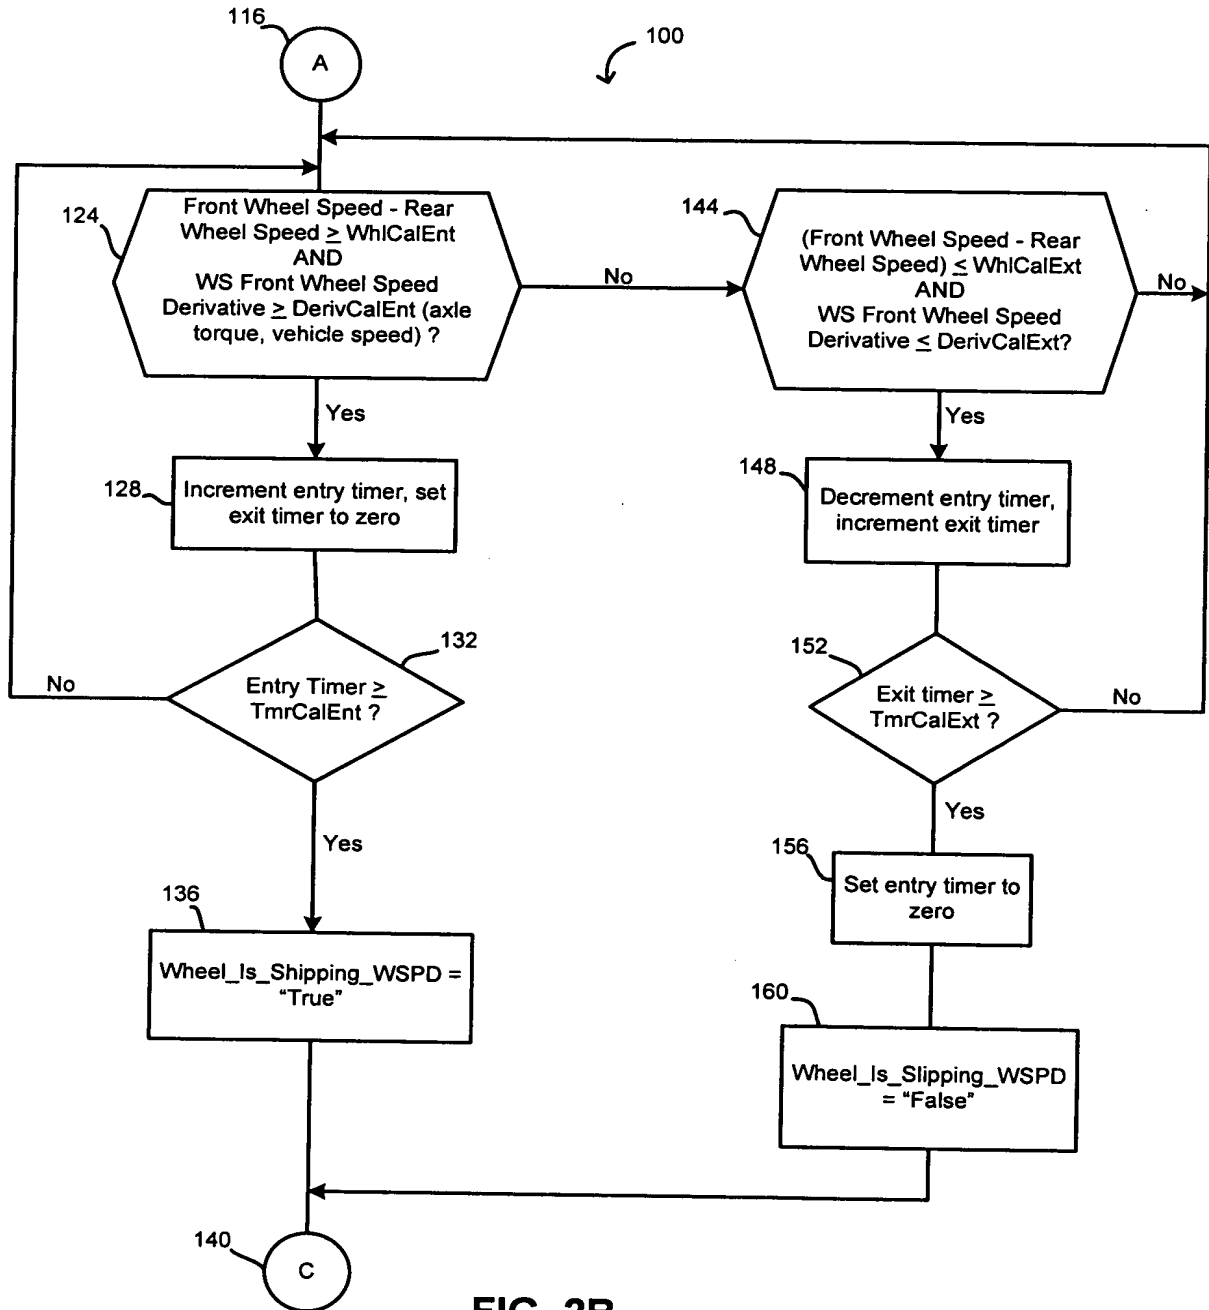 116
A
100
124
Front Wheel Speed - Rear
Wheel Speed ≥ WhlCalEnt
AND
WS Front Wheel Speed
Derivative ≥ DerivCalEnt (axle
torque, vehicle speed) ?
No
144
(Front Wheel Speed - Rear
Wheel Speed) ≤ WhlCalExt
AND
WS Front Wheel Speed
Derivative ≤ DerivCalExt?
No
Yes
Yes
128
Increment entry timer, set
exit timer to zero
148
Decrement entry timer,
increment exit timer
132
Entry Timer ≥
TmrCalEnt ?
No
152
Exit timer ≥
TmrCalExt ?
No
Yes
Yes
156
Set entry timer to
zero
136
Wheel_Is_Shipping_WSPD =
“True”
160
Wheel_Is_Slipping_WSPD
= “False”
140
C
FIG. 2B